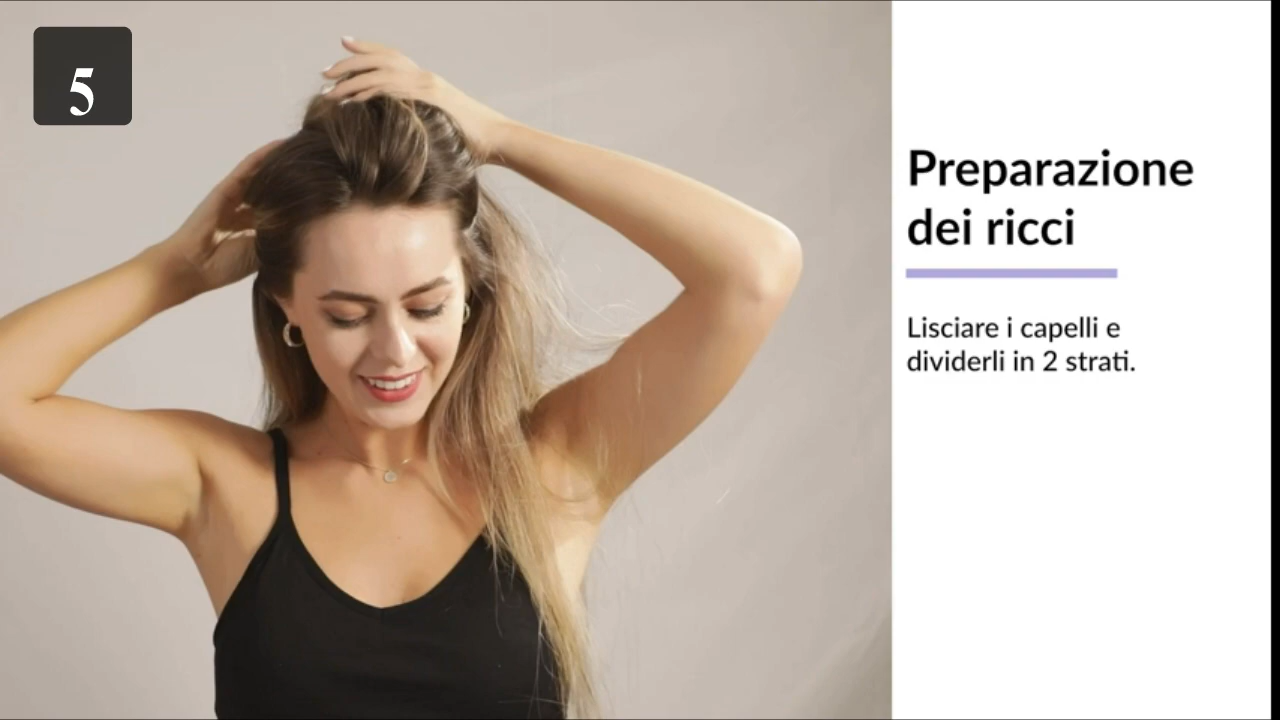 5
Preparazione
dei ricci
Lisciare i capelli e
dividerli in 2 strati.